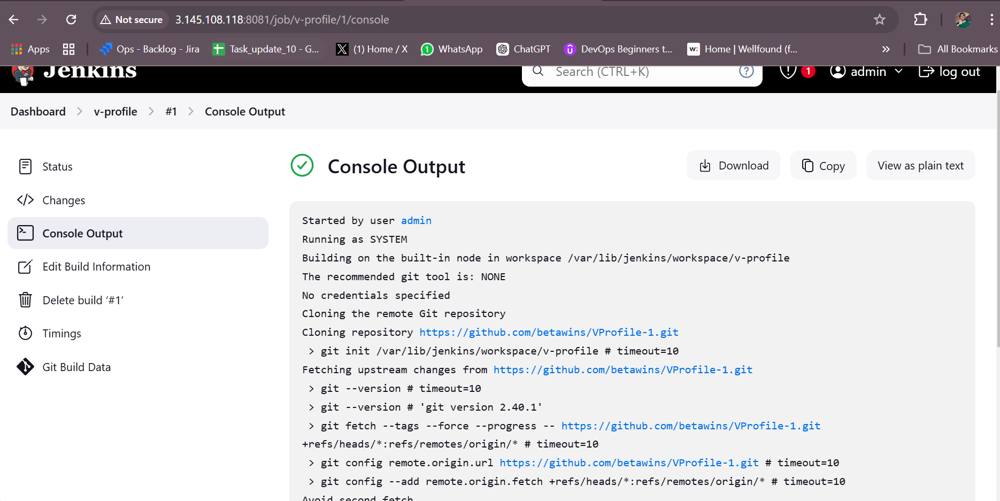 Not secure 3.145.108.118:8081/job/v-profile/1/console
Apps Ops - Backlog - Jira Task_update_10 - G... (1) Home / X WhatsApp ChatGPT DevOps Beginners t... w: Home | Wellfound (f... » All Bookmarks
Jenkins Search (CTRL+K) ? 1 admin log out
Dashboard > v-profile > #1 > Console Output
Status
Changes
Console Output
Edit Build Information
Delete build ‘#1’
Timings
Git Build Data
Console Output Download Copy View as plain text
Started by user admin
Running as SYSTEM
Building on the built-in node in workspace /var/lib/jenkins/workspace/v-profile
The recommended git tool is: NONE
No credentials specified
Cloning the remote Git repository
Cloning repository https://github.com/betawins/VProfile-1.git
> git init /var/lib/jenkins/workspace/v-profile # timeout=10
Fetching upstream changes from https://github.com/betawins/VProfile-1.git
> git --version # timeout=10
> git --version # 'git version 2.40.1'
> git fetch --tags --force --progress -- https://github.com/betawins/VProfile-1.git
+refs/heads/*:refs/remotes/origin/* # timeout=10
> git config remote.origin.url https://github.com/betawins/VProfile-1.git # timeout=10
> git config --add remote.origin.fetch +refs/heads/*:refs/remotes/origin/* # timeout=10
Avoid second fetch